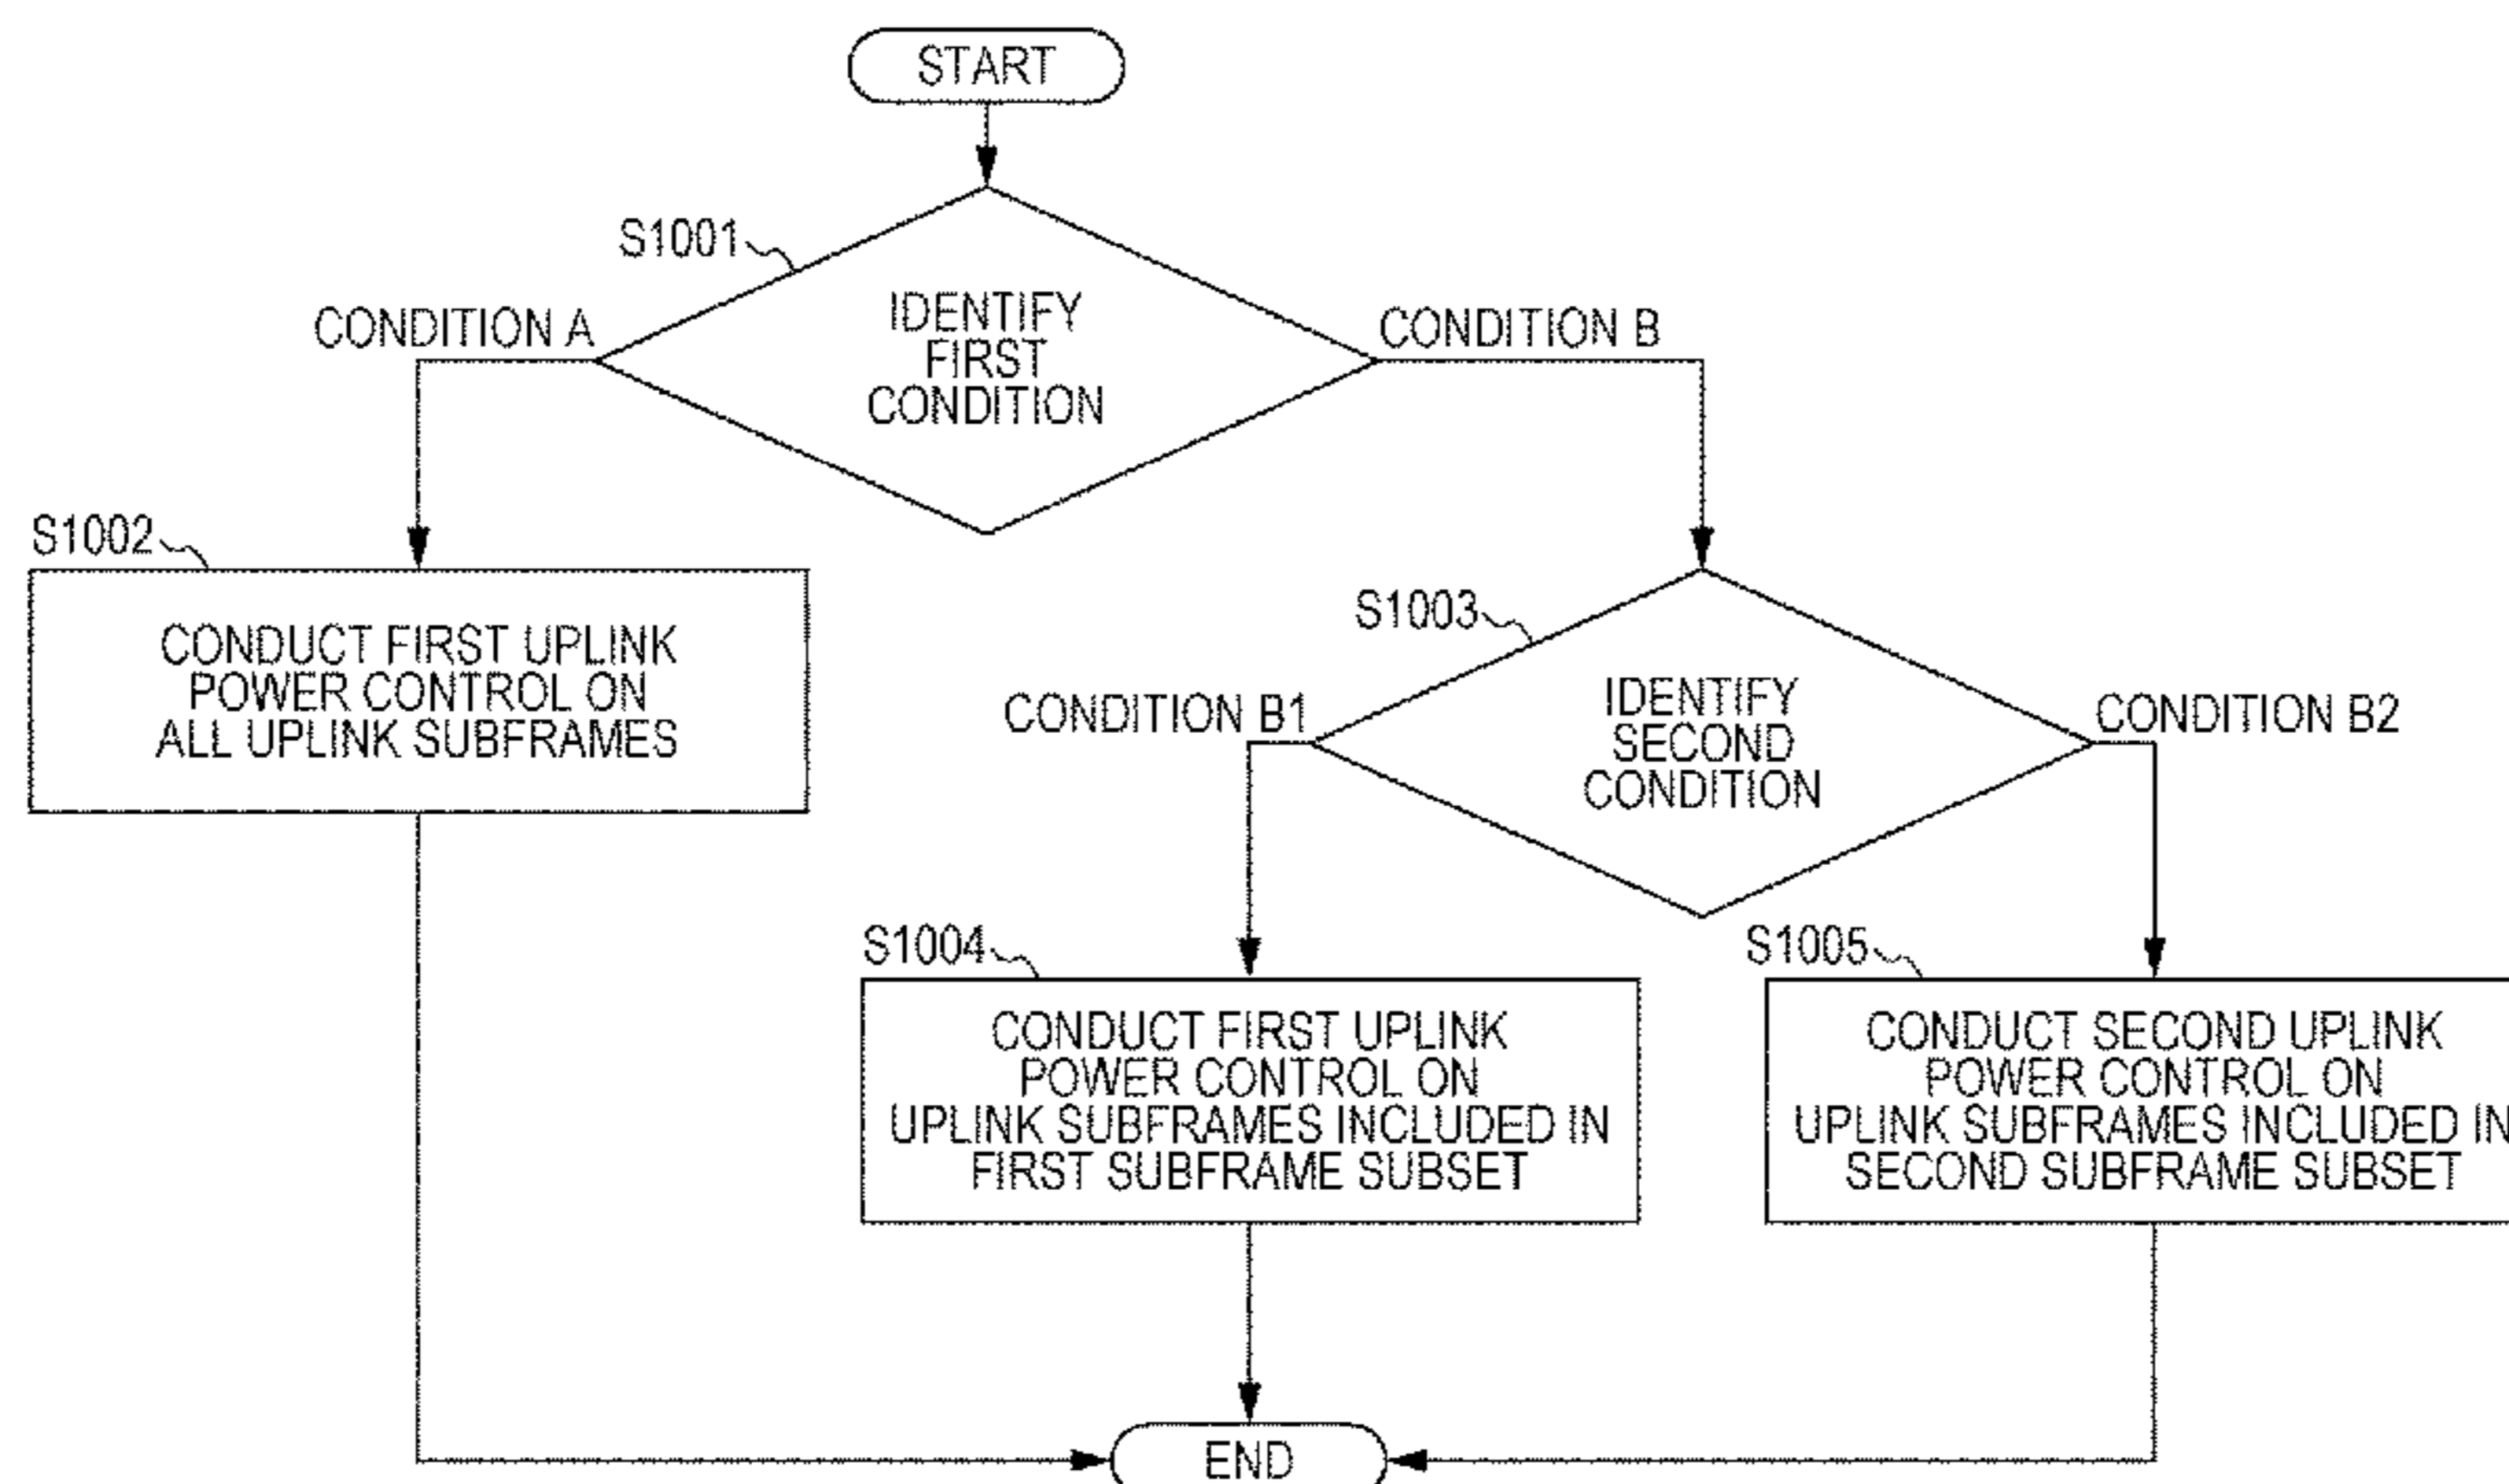 START
S1001
IDENTIFY
FIRST
CONDITION
CONDITION A
CONDITION B
S1002
CONDUCT FIRST UPLINK
POWER CONTROL ON
ALL UPLINK SUBFRAMES
S1003
IDENTIFY
SECOND
CONDITION
CONDITION B1
CONDITION B2
S1004
CONDUCT FIRST UPLINK
POWER CONTROL ON
UPLINK SUBFRAMES INCLUDED IN
FIRST SUBFRAME SUBSET
S1005
CONDUCT SECOND UPLINK
POWER CONTROL ON
UPLINK SUBFRAMES INCLUDED IN
SECOND SUBFRAME SUBSET
END